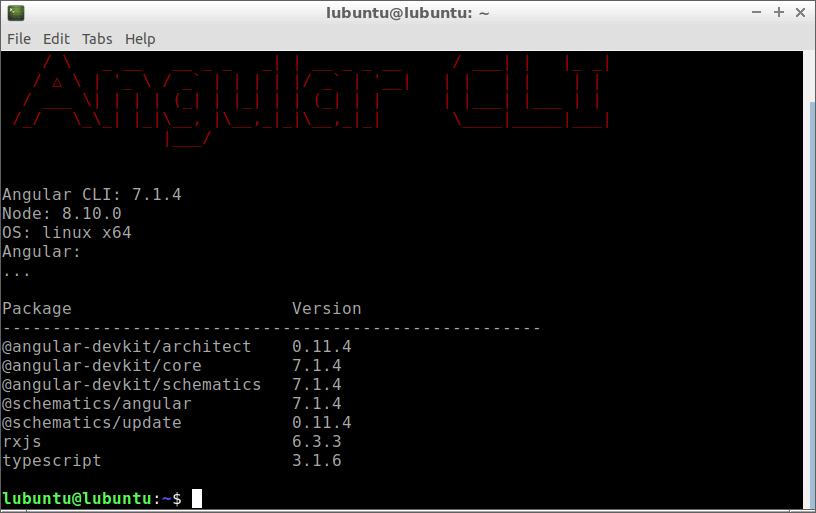 lubuntu@lubuntu: ~
File Edit Tabs Help
Angular CLI
Angular CLI: 7.1.4
Node: 8.10.0
OS: linux x64
Angular:
...
Package Version
------------------------------------------------------
@angular-devkit/architect 0.11.4
@angular-devkit/core 7.1.4
@angular-devkit/schematics 7.1.4
@schematics/angular 7.1.4
@schematics/update 0.11.4
rxjs 6.3.3
typescript 3.1.6
lubuntu@lubuntu:~$